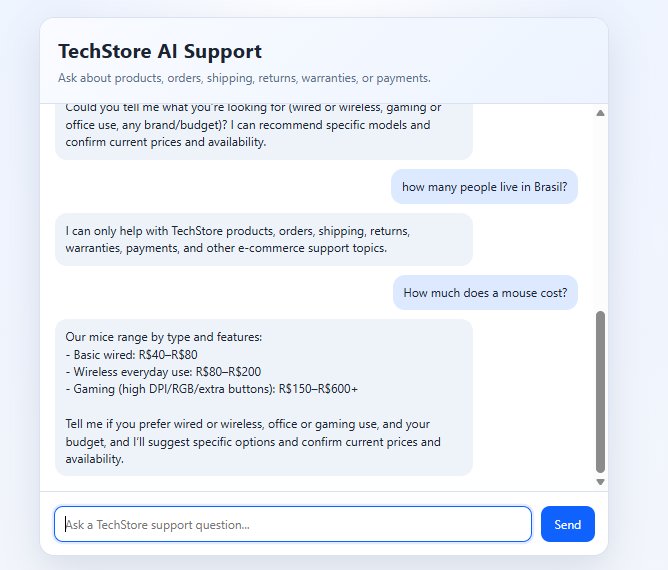 TechStore AI Support
Ask about products, orders, shipping, returns, warranties, or payments.
Could you tell me what you're looking for (wired or wireless, gaming or
office use, any brand/budget)? I can recommend specific models and
confirm current prices and availability.
how many people live in Brasil?
I can only help with TechStore products, orders, shipping, returns,
warranties, payments, and other e-commerce support topics.
How much does a mouse cost?
Our mice range by type and features:
- Basic wired: R$40–R$80
- Wireless everyday use: R$80–R$200
- Gaming (high DPI/RGB/extra buttons): R$150–R$600+
Tell me if you prefer wired or wireless, office or gaming use, and your
budget, and I'll suggest specific options and confirm current prices and
availability.
Ask a TechStore support question...
Send